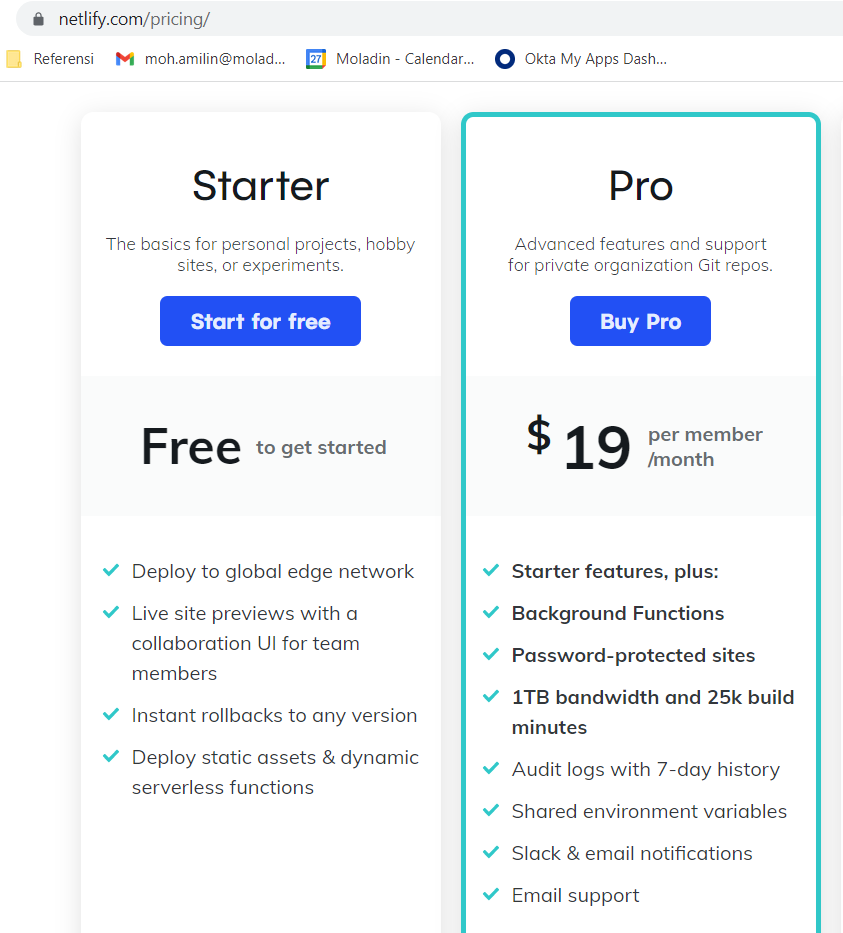 netlify.com/pricing/
Referensi
moh.amilin@molad...
27
Moladin - Calendar...
Okta My Apps Dash...
Starter
The basics for personal projects, hobby
sites, or experiments.
Start for free
Free to get started
Deploy to global edge network
Live site previews with a
collaboration UI for team
members
Instant rollbacks to any version
Deploy static assets & dynamic
serverless functions
Pro
Advanced features and support
for private organization Git repos.
Buy Pro
$ 19 per member
/month
Starter features, plus:
Background Functions
Password-protected sites
1TB bandwidth and 25k build
minutes
Audit logs with 7-day history
Shared environment variables
Slack & email notifications
Email support